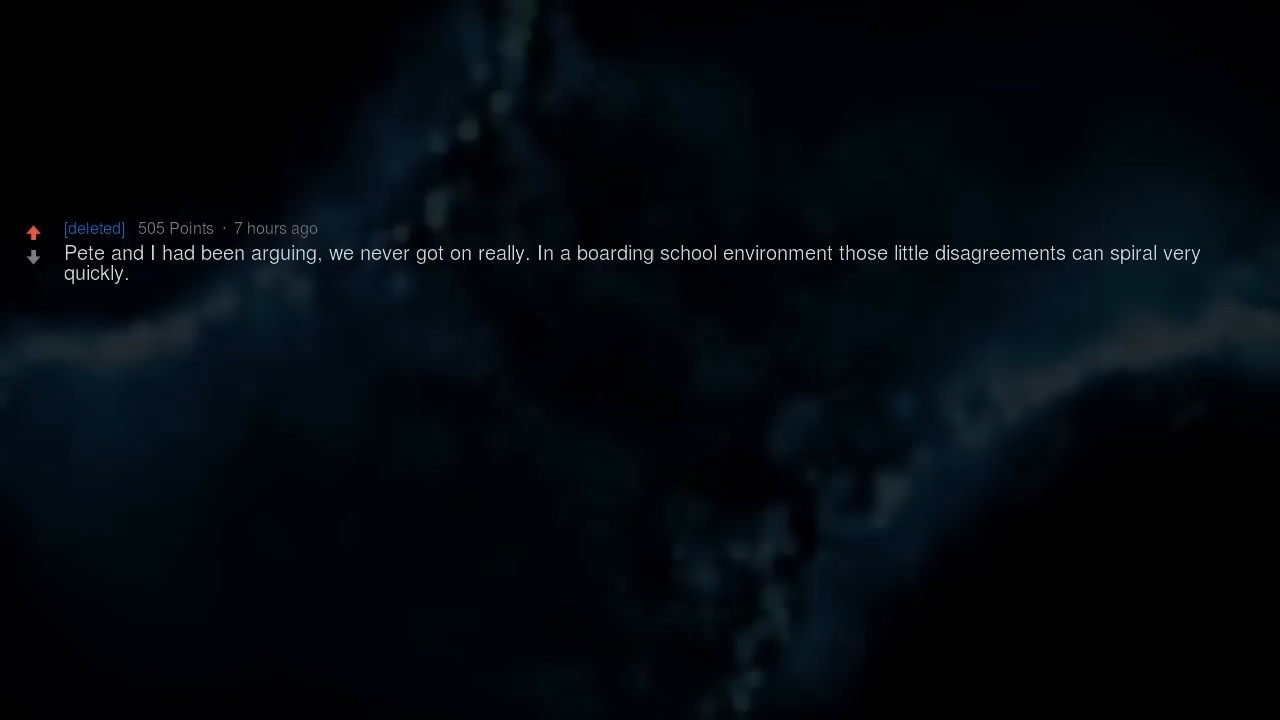 [deleted] 505 Points · 7 hours ago
Pete and I had been arguing, we never got on really. In a boarding school environment those little disagreements can spiral very
quickly.